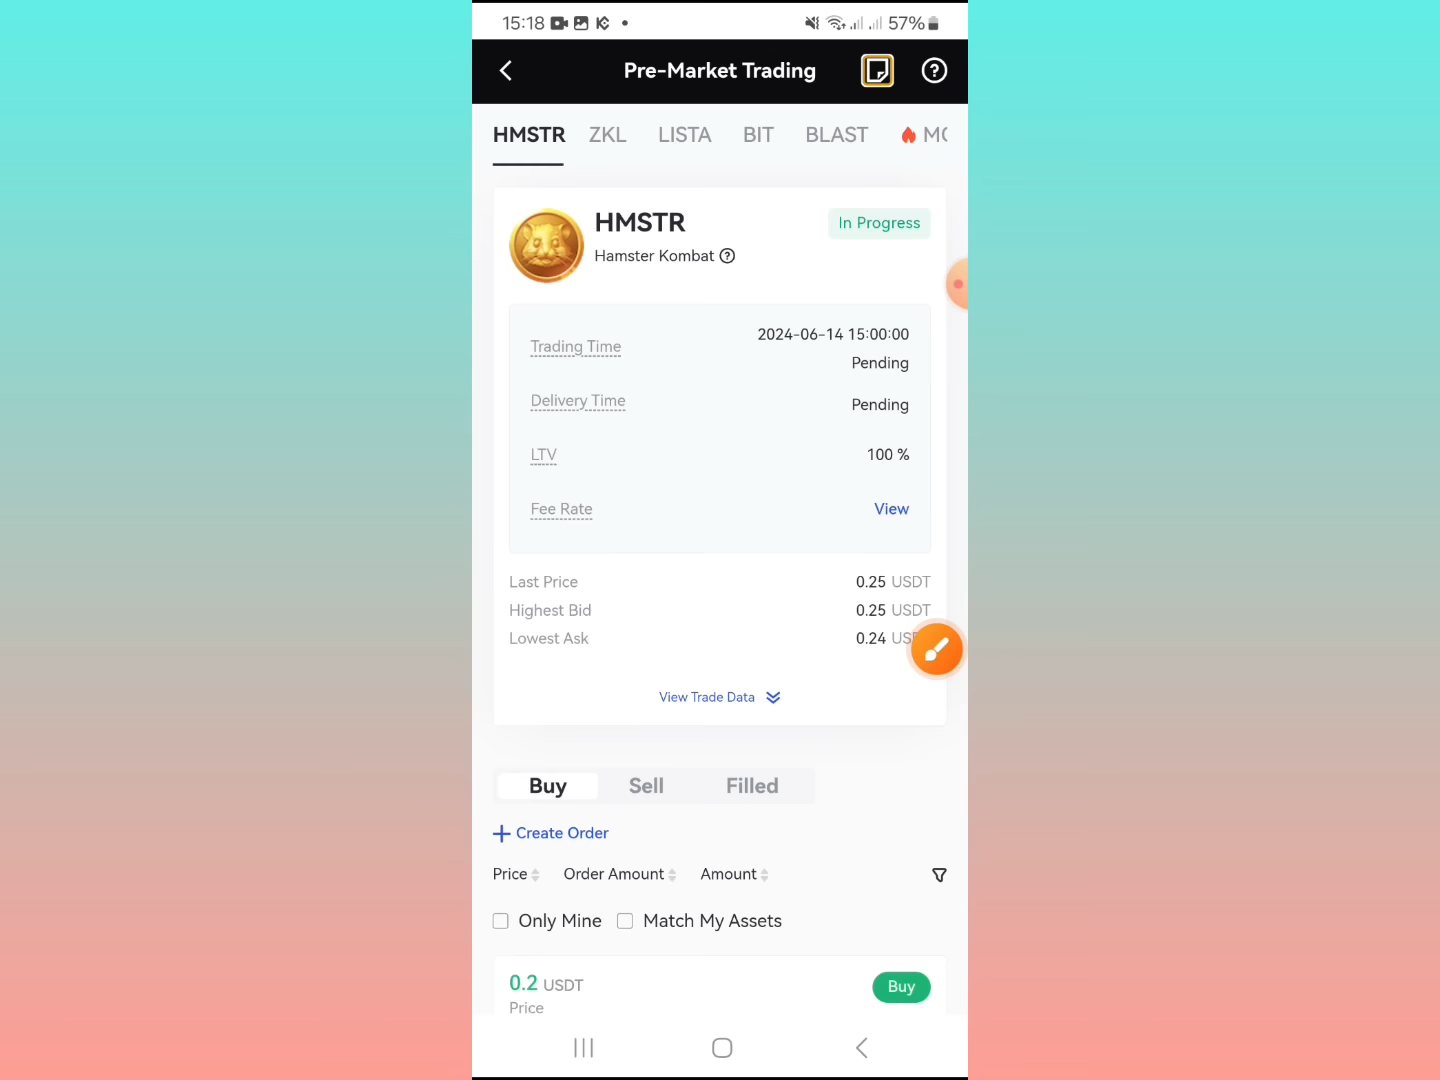 15:18 57%
Pre-Market Trading
HMSTR ZKL LISTA BIT BLAST
HMSTR In Progress
Hamster Kombat
Trading Time 2024-06-14 15:00:00
Pending
Delivery Time Pending
LTV 100 %
Fee Rate View
Last Price 0.25 USDT
Highest Bid 0.25 USDT
Lowest Ask 0.24
View Trade Data
Buy Sell Filled
+ Create Order
Price Order Amount Amount
Only Mine Match My Assets
0.2 USDT Buy
Price